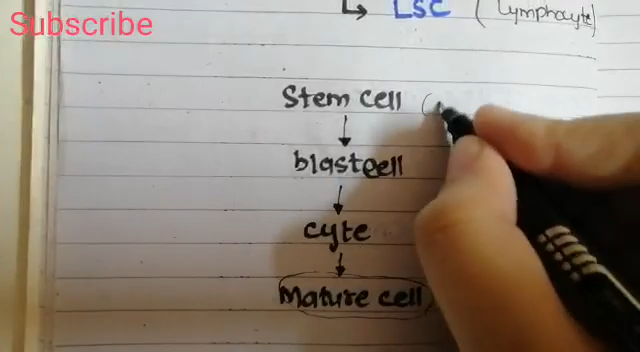 Subscribe
↳ LSC (Lymphocyte)
Stem cell (
↓
blastcell
↓
cyte
↓
Mature cell